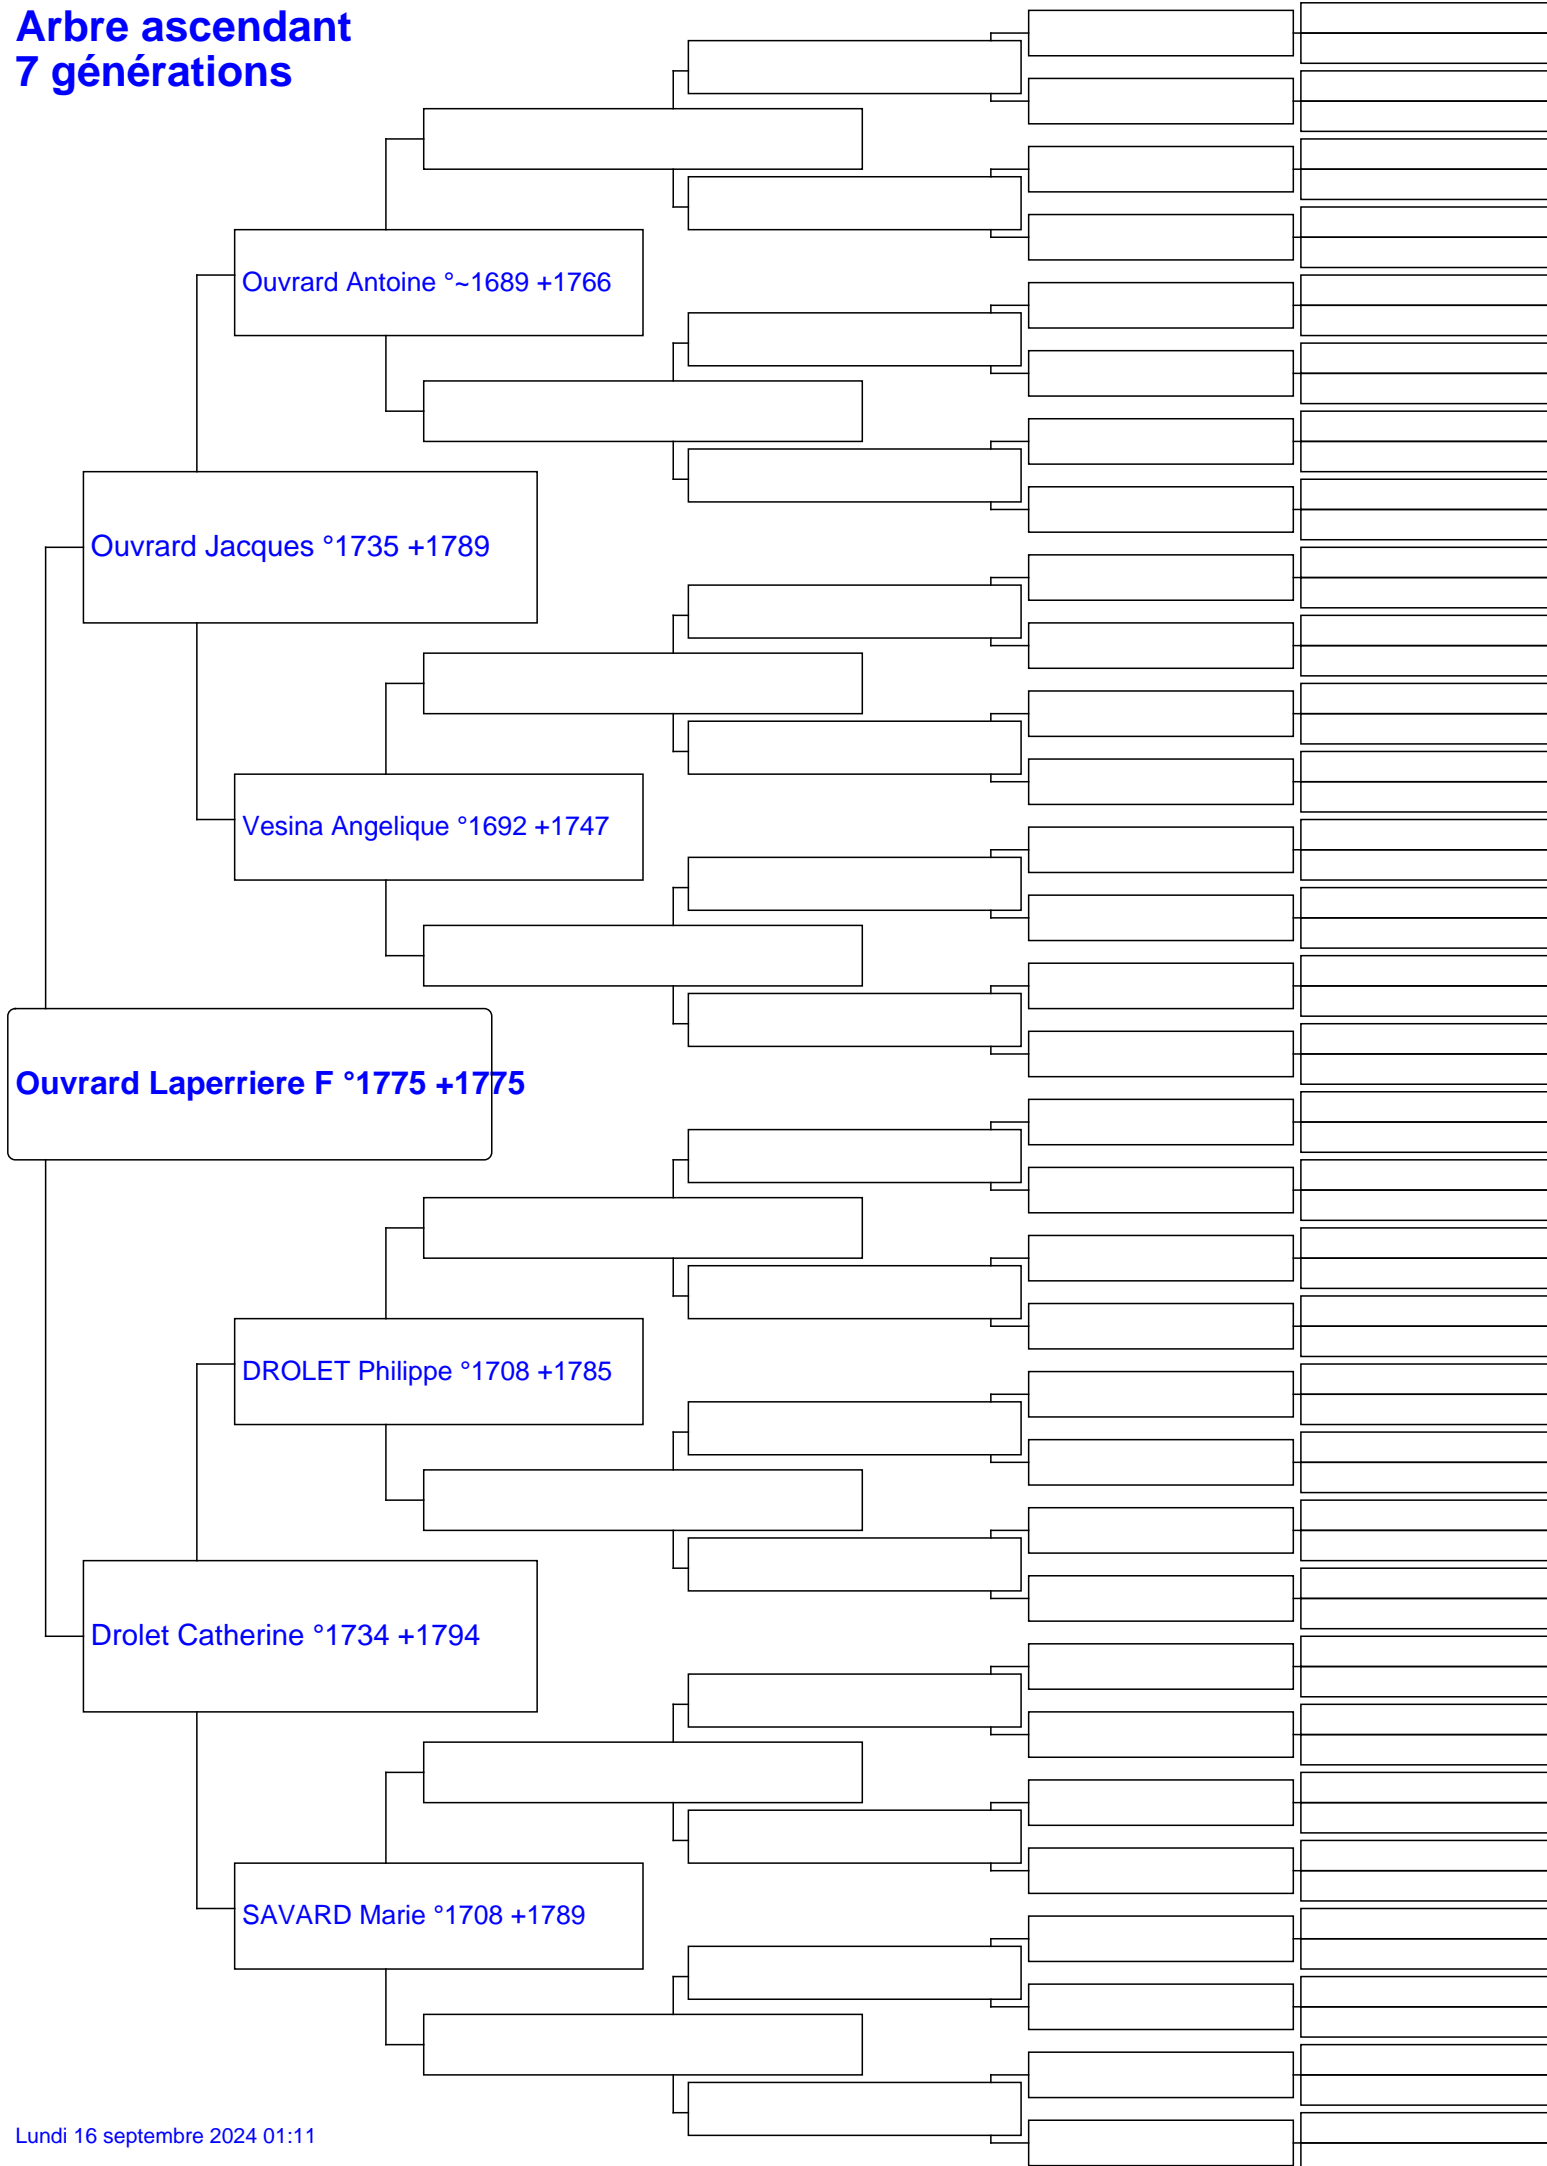 Arbre ascendant
7 générations
Ouvrard Antoine °~1689 +1766
Ouvrard Jacques °1735 +1789
Vesina Angelique °1692 +1747
Ouvrard Laperriere F °1775 +1775
DROLET Philippe °1708 +1785
Drolet Catherine °1734 +1794
SAVARD Marie °1708 +1789
Lundi 16 septembre 2024 01:11